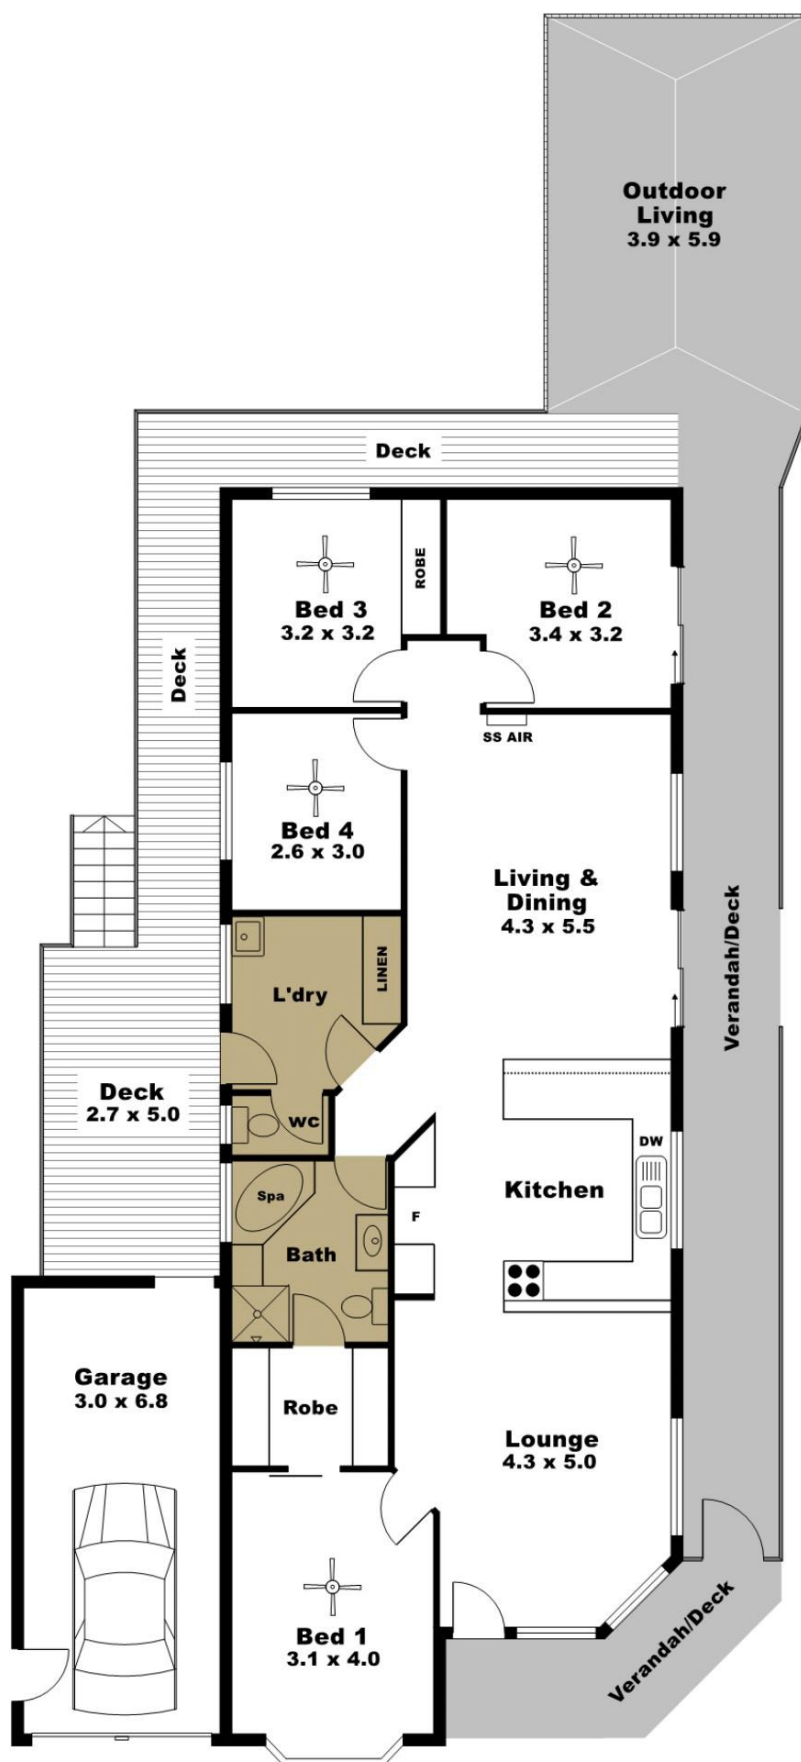 Outdoor
Living
3.9 x 5.9
Deck
ROBE
Bed 3
3.2 x 3.2
Bed 2
3.4 x 3.2
Deck
SS AIR
Bed 4
2.6 x 3.0
Living &
Dining
4.3 x 5.5
Verandah/Deck
LINEN
L'dry
Deck
2.7 x 5.0
WC
DW
Kitchen
Spa
F
Bath
Garage
3.0 x 6.8
Robe
Lounge
4.3 x 5.0
Bed 1
3.1 x 4.0
Verandah/Deck